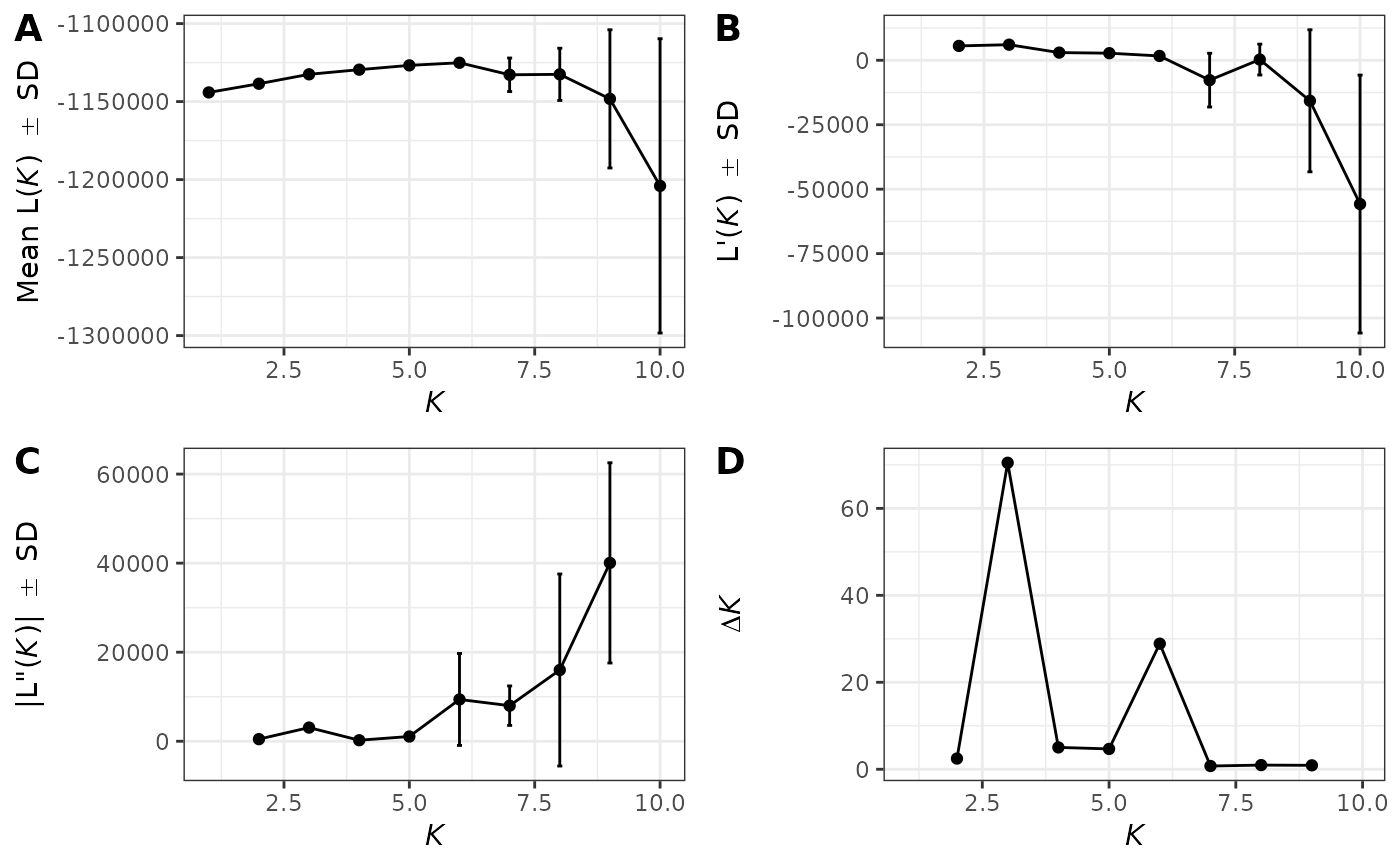 A
Mean L(K) ± SD
-1100000
-1150000
-1200000
-1250000
-1300000
2.5 5.0 7.5 10.0
K
B
L'(K) ± SD
0
-25000
-50000
-75000
-100000
2.5 5.0 7.5 10.0
K
C
|L"(K)| ± SD
60000
40000
20000
0
2.5 5.0 7.5 10.0
K
D
ΔK
60
40
20
0
2.5 5.0 7.5 10.0
K